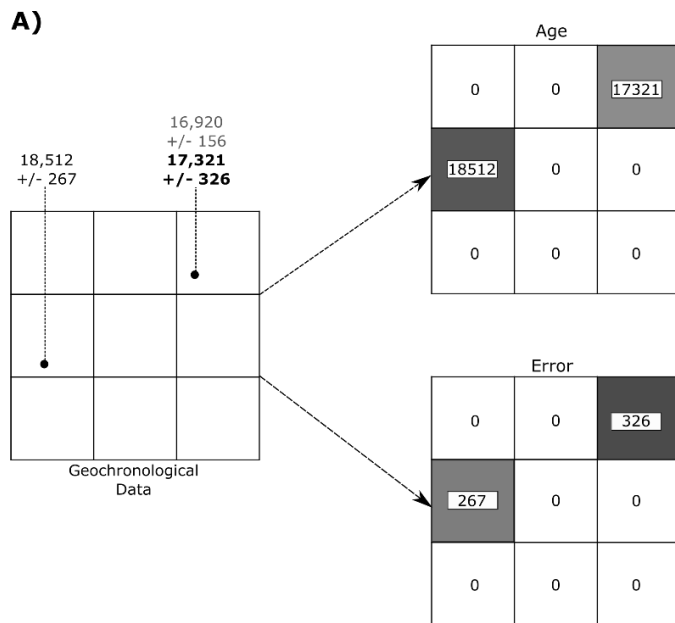 A)
16,920
+/- 156
17,321
+/- 326
18,512
+/- 267
Geochronological
Data
Age
0 0 17321
18512 0 0
0 0 0
Error
0 0 326
267 0 0
0 0 0